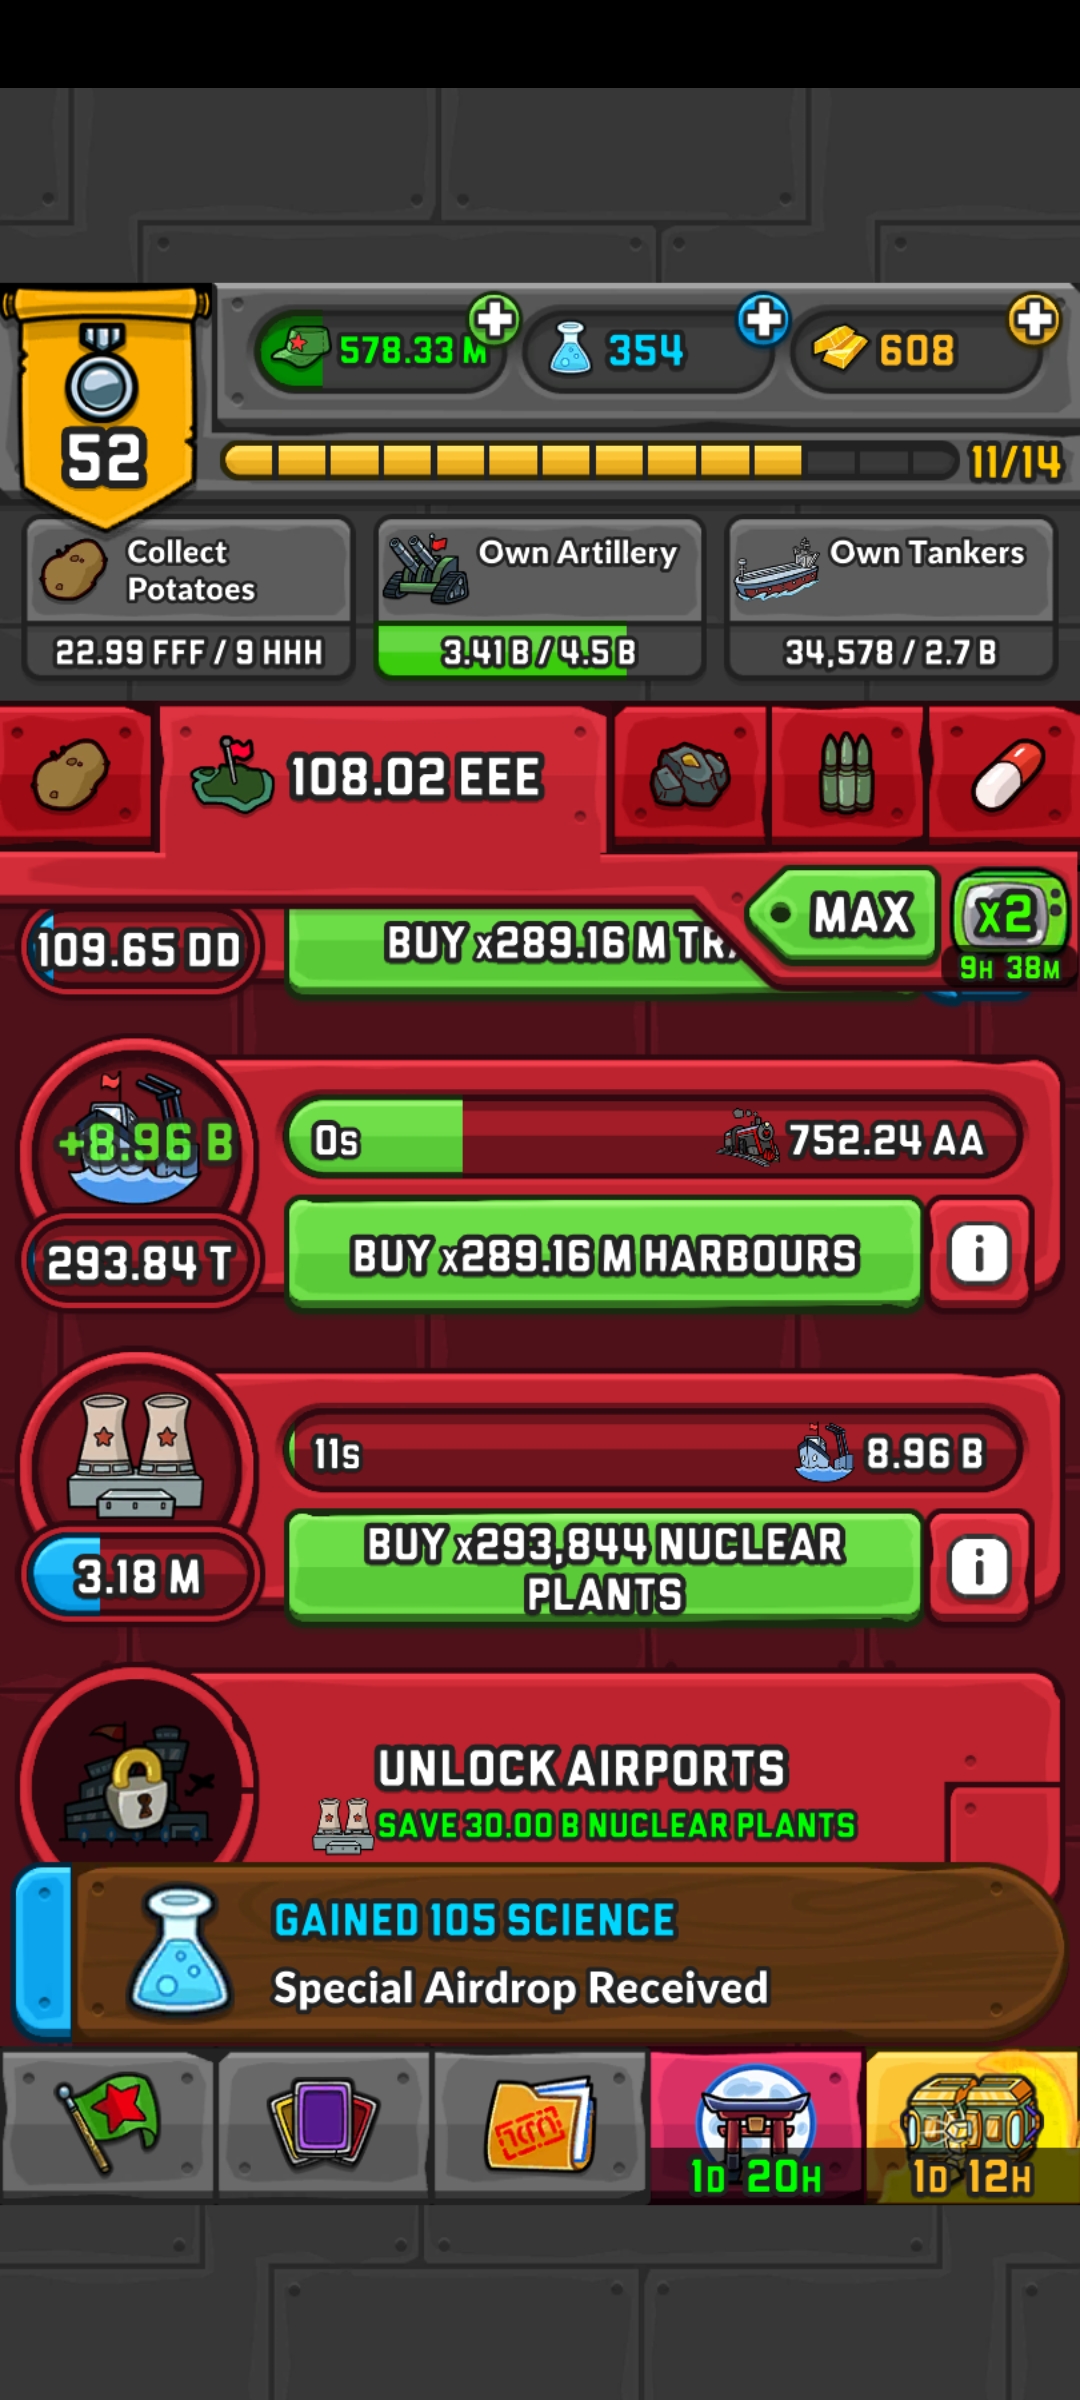 578.33 M
354
608
52
11/14
Collect
Potatoes
22.99 FFF / 9 HHH
Own Artillery
3.41 B / 4.5 B
Own Tankers
34,578 / 2.7 B
108.02 EEE
MAX
x2
9H 38M
109.65 DD
BUY x289.16 M
+8.96 B
0s
752.24 AA
293.84 T
BUY x289.16 M HARBOURS
i
11s
8.96 B
3.18 M
BUY x293,844 NUCLEAR
PLANTS
i
UNLOCK AIRPORTS
SAVE 30.00 B NUCLEAR PLANTS
GAINED 105 SCIENCE
Special Airdrop Received
1D 20H
1D 12H